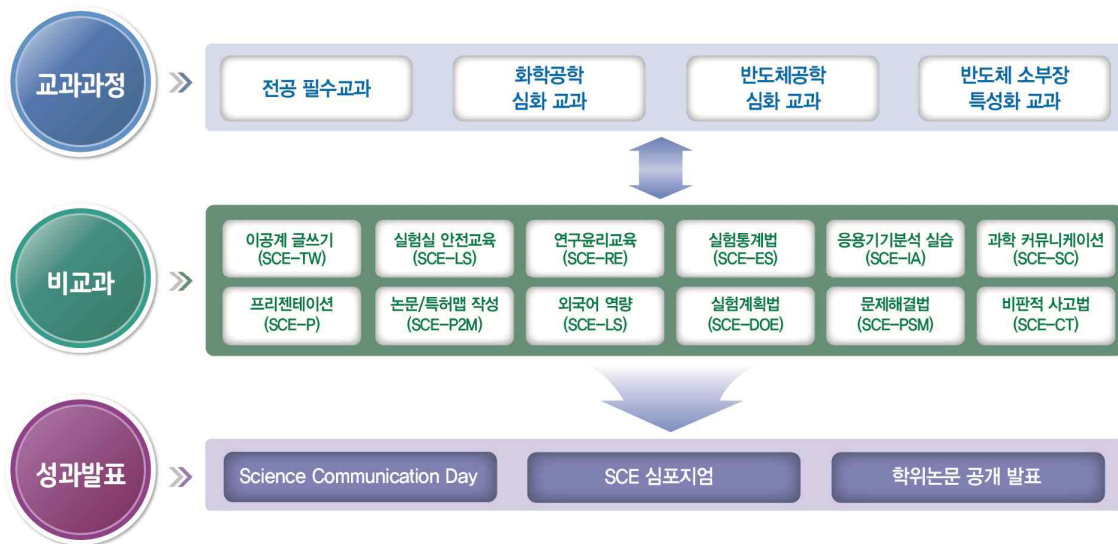 교과과정
전공 필수교과
화학공학
심화 교과
반도체공학
심화 교과
반도체 소부장
특성화 교과
비교과
이공계 글쓰기
(SCE-TW)
실험실 안전교육
(SCE-LS)
연구윤리교육
(SCE-RE)
실험통계법
(SCE-ES)
응용기기분석 실습
(SCE-IA)
과학 커뮤니케이션
(SCE-SC)
프리젠테이션
(SCE-P)
논문/특허맵 작성
(SCE-P2M)
외국어 역량
(SCE-LS)
실험계획법
(SCE-DOE)
문제해결법
(SCE-PSM)
비판적 사고법
(SCE-CT)
성과발표
Science Communication Day
SCE 심포지엄
학위논문 공개 발표